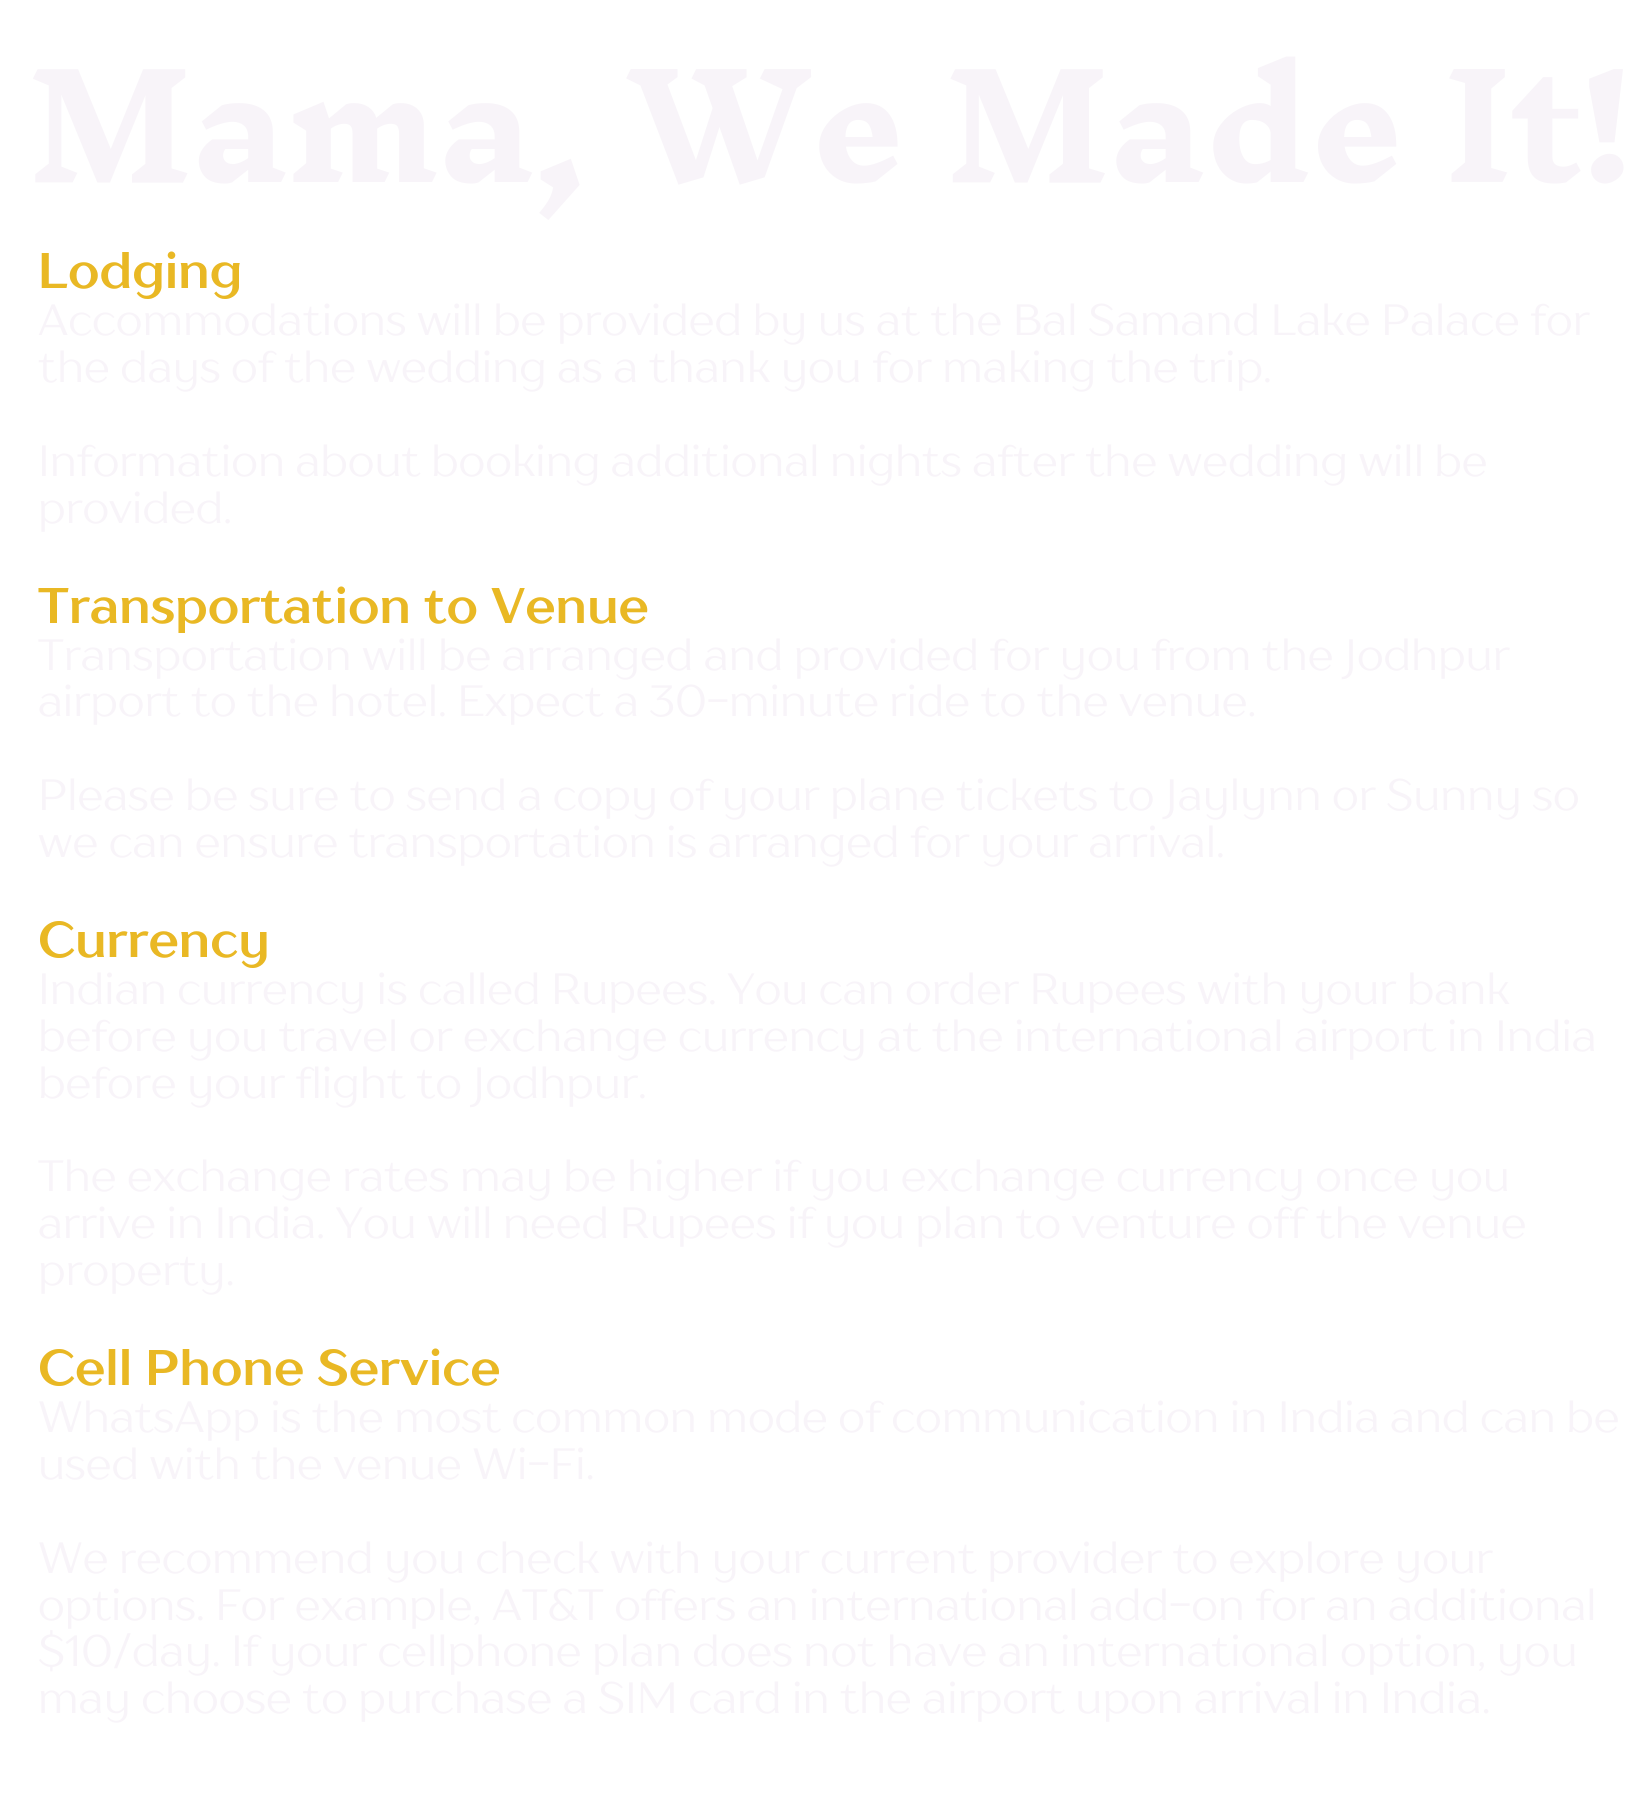 Mama, We Made It!
Lodging
Accommodations will be provided by us at the Bal Samand Lake Palace for
the days of the wedding as a thank you for making the trip.
Information about booking additional nights after the wedding will be
provided.
Transportation to Venue
Transportation will be arranged and provided for you from the Jodhpur
airport to the hotel. Expect a 30-minute ride to the venue.
Please be sure to send a copy of your plane tickets to Jaylynn or Sunny so
we can ensure transportation is arranged for your arrival.
Currency
Indian currency is called Rupees. You can order Rupees with your bank
before you travel or exchange currency at the international airport in India
before your flight to Jodhpur.
The exchange rates may be higher if you exchange currency once you
arrive in India. You will need Rupees if you plan to venture off the venue
property.
Cell Phone Service
WhatsApp is the most common mode of communication in India and can be
used with the venue Wi-Fi.
We recommend you check with your current provider to explore your
options. For example, AT&T offers an international add-on for an additional
$10/day. If your cellphone plan does not have an international option, you
may choose to purchase a SIM card in the airport upon arrival in India.